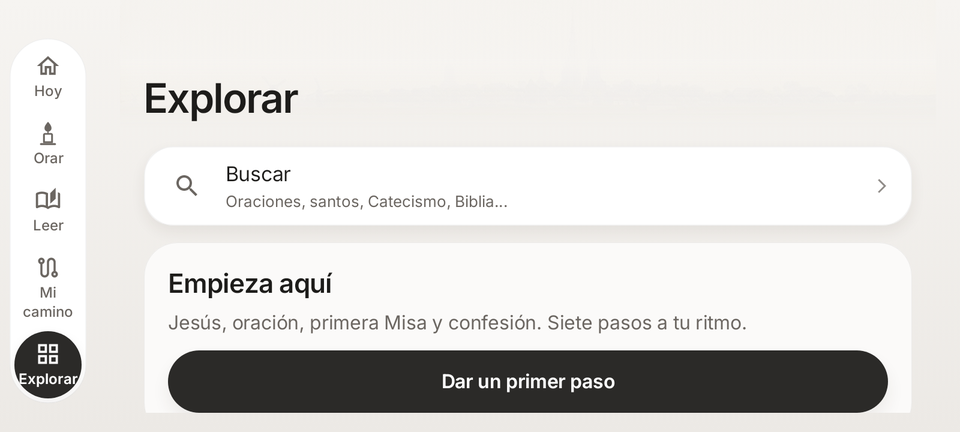 Hoy
Orar
Leer
Mi
camino
Explorar
Explorar
Buscar
Oraciones, santos, Catecismo, Biblia...
Empieza aquí
Jesús, oración, primera Misa y confesión. Siete pasos a tu ritmo.
Dar un primer paso